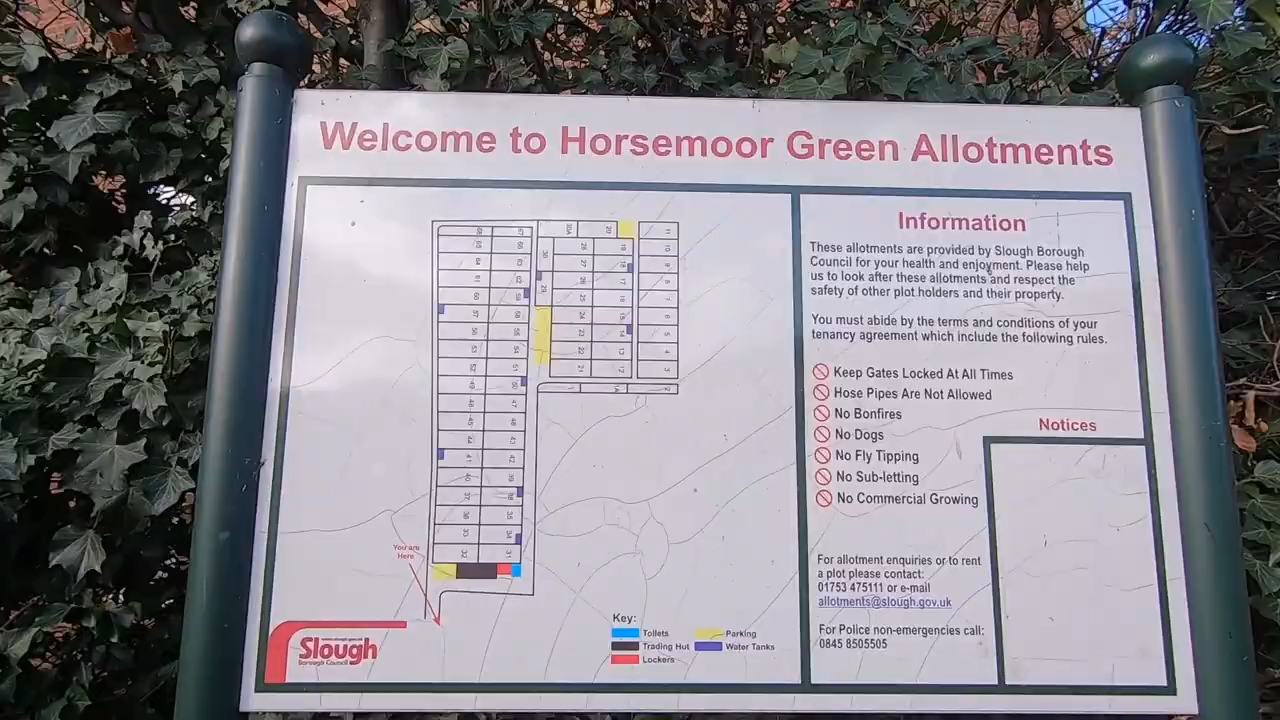 Welcome to Horsemoor Green Allotments
Information
These allotments are provided by Slough Borough
Council for your health and enjoyment. Please help
us to look after these allotments and respect the
safety of other plot holders and their property.
You must abide by the terms and conditions of your
tenancy agreement which include the following rules.
Keep Gates Locked At All Times
Hose Pipes Are Not Allowed
No Bonfires
No Dogs
No Fly Tipping
No Sub-letting
No Commercial Growing
Notices
For allotment enquiries or to rent
a plot please contact:
01753 475111 or e-mail
allotments@slough.gov.uk
For Police non-emergencies call:
0845 8505505
You are
Here
www.slough.gov.uk
Slough
Borough Council
Key:
Toilets
Trading Hut
Lockers
Parking
Water Tanks